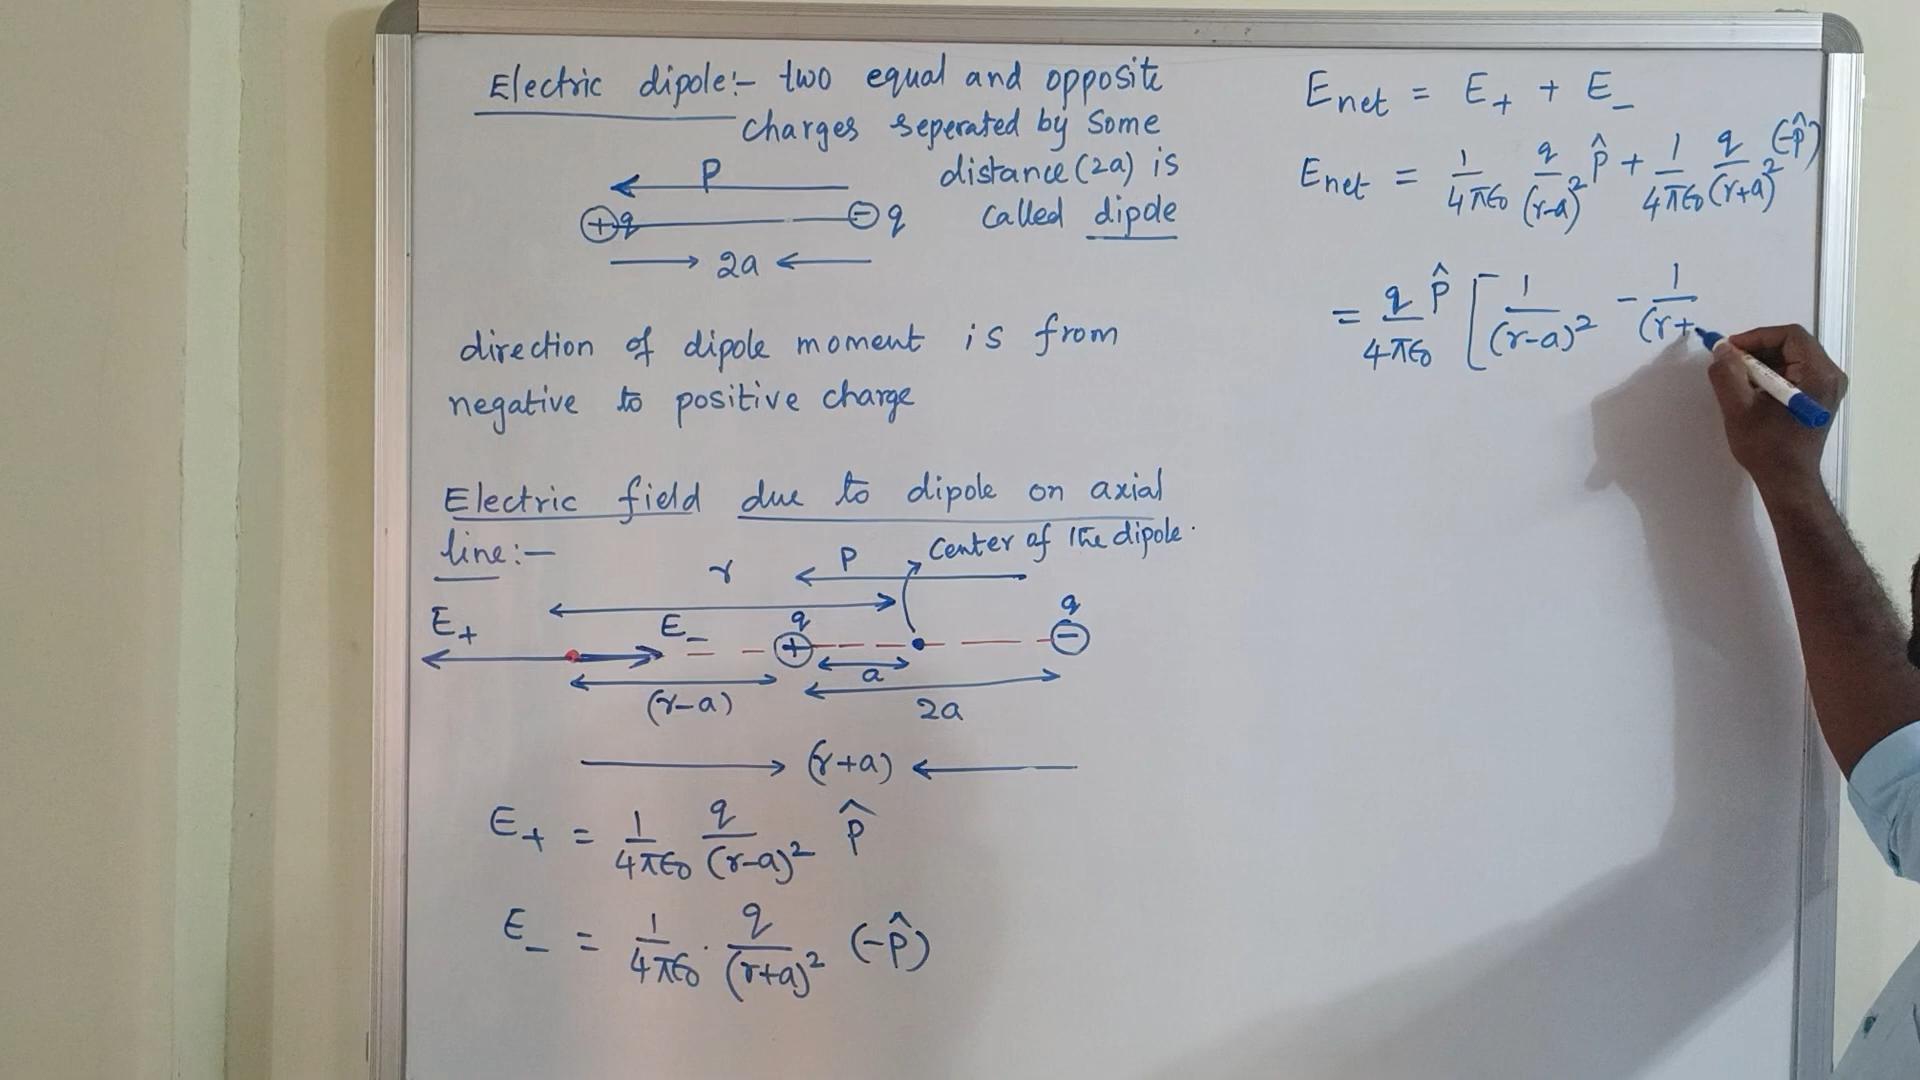 Electric dipole:- two equal and opposite
charges seperated by some
distance (2a) is
called dipole
P
+ q - q
2a
direction of dipole moment is from
negative to positive charge
Electric field due to dipole on axial
line:-
center of the dipole.
r P
E+ E- q q
+ -
a
(r-a) 2a
(r+a)
E+ = 1/4πε0 q/(r-a)² p̂
E- = 1/4πε0 . q/(r+a)² (-p̂)
Enet = E+ + E-
Enet = 1/4πε0 q/(r-a)² p̂ + 1/4πε0 q/(r+a)² (-p̂)
= q/4πε0 p̂ [ 1/(r-a)² - 1/(r+